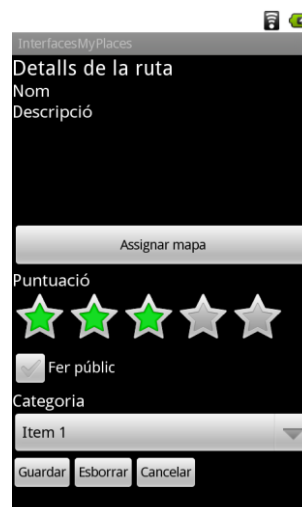 InterfacesMyPlaces
Detalls de la ruta
Nom
Descripció
Assignar mapa
Puntuació
Fer públic
Categoria
Item 1
Guardar Esborrar Cancelar